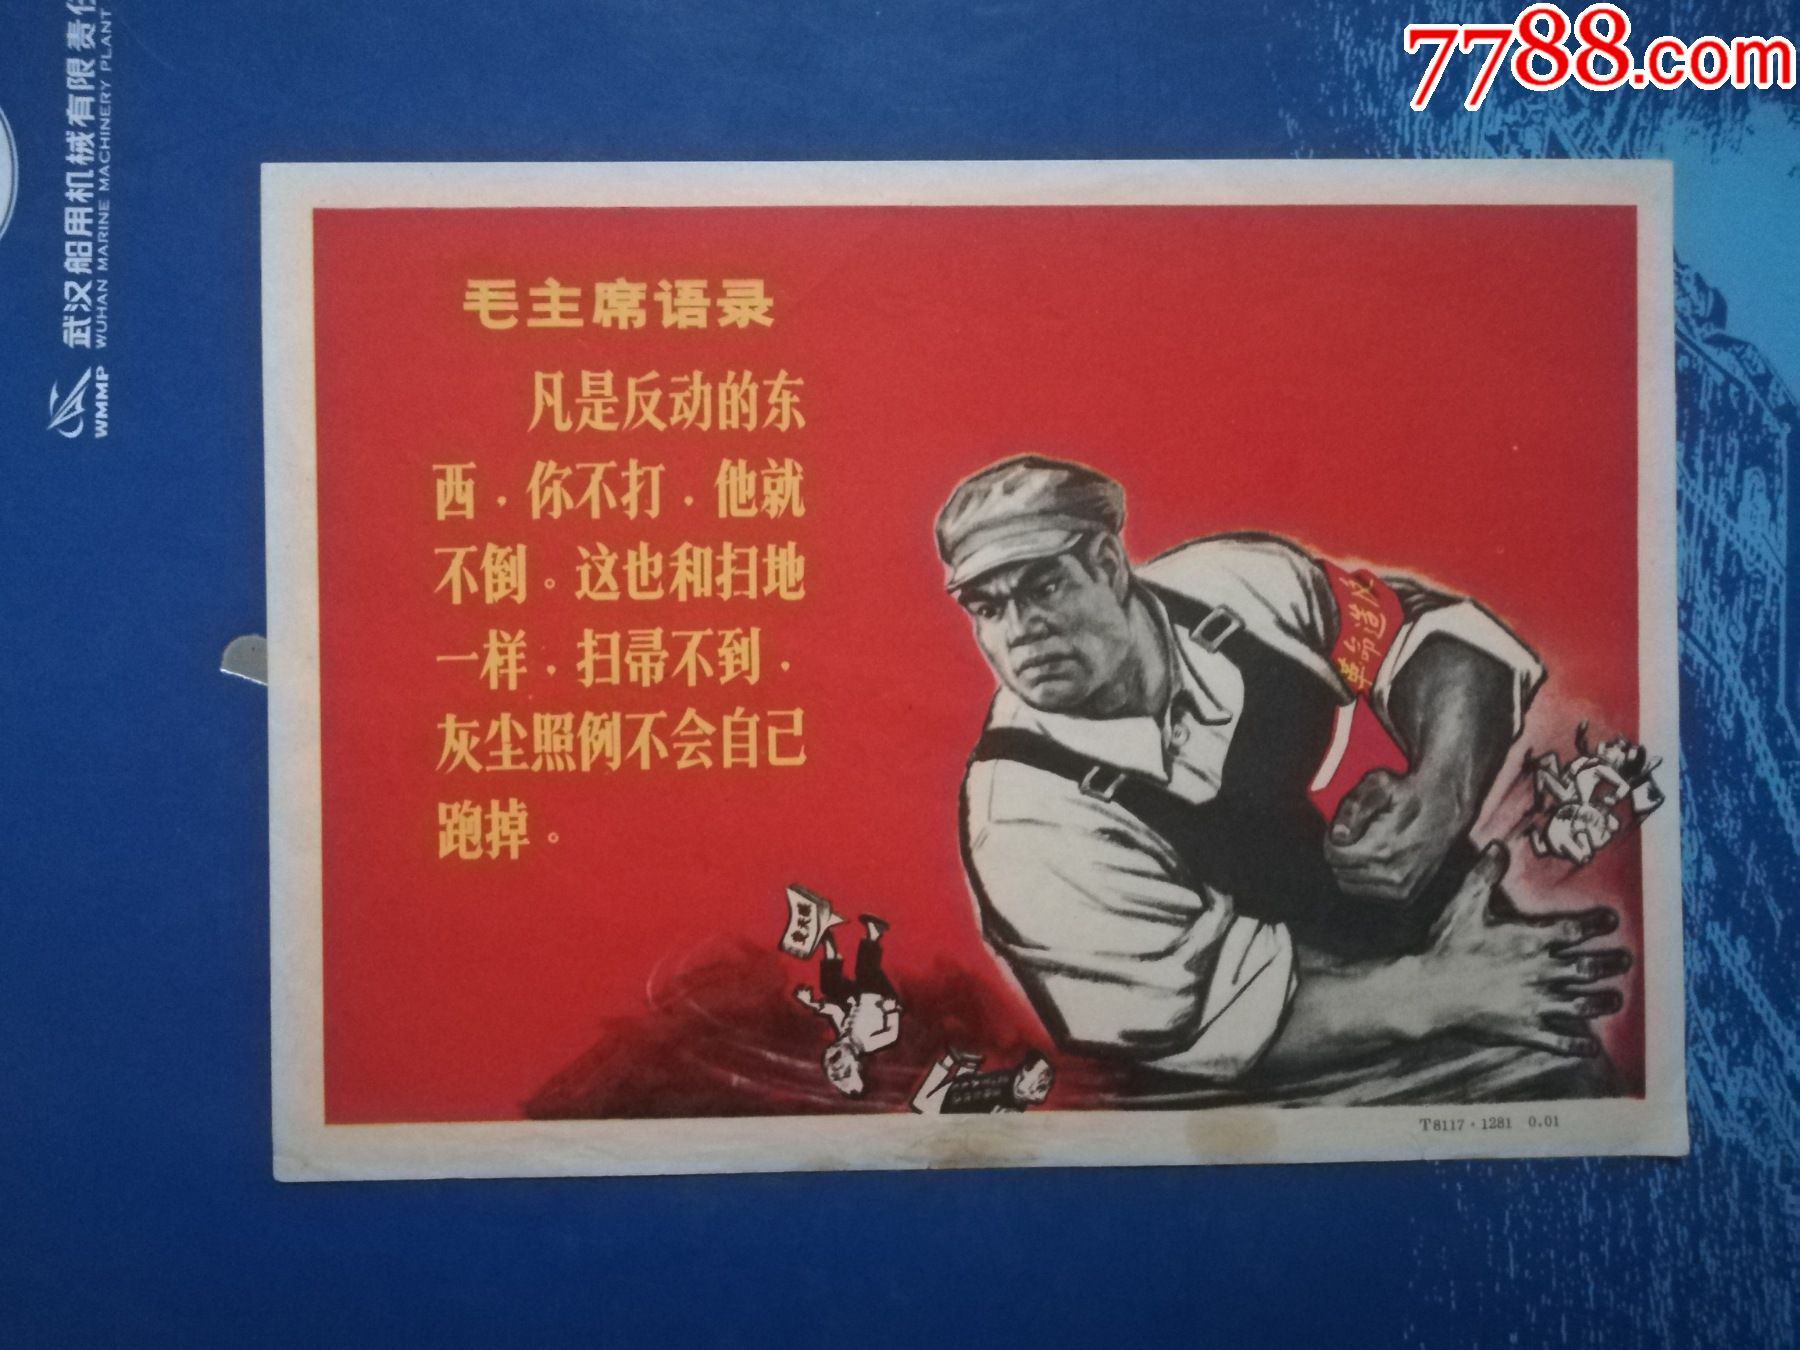 7788.com
武汉船用机械有限责任
WUHAN MARINE MACHINERY PLANT
WMMP
毛主席语录
凡是反动的东
西，你不打，他就
不倒。这也和扫地
一样，扫帚不到，
灰尘照例不会自己
跑掉。
革命造反
T8117·1281 0.01